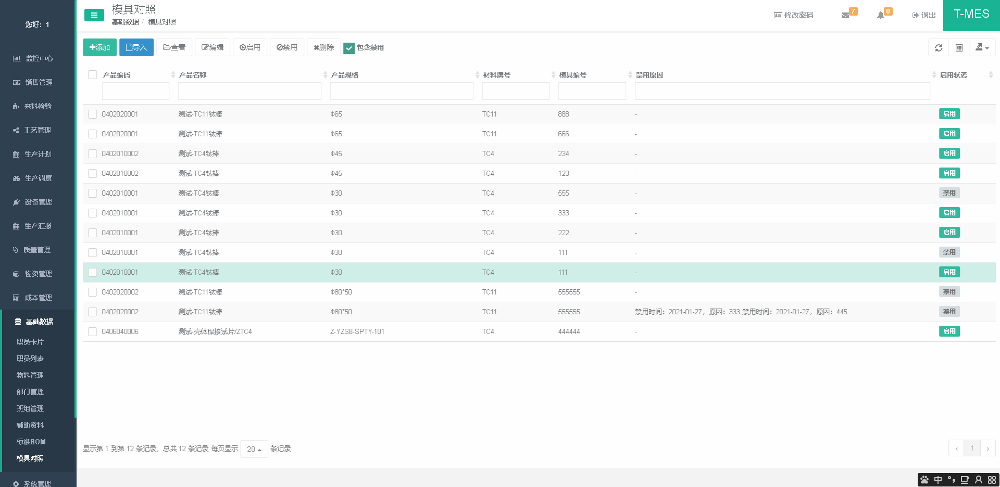 您好：1
监控中心
销售管理
来料检验
工艺管理
生产计划
生产调度
设备管理
生产汇报
质量管理
物资管理
成本管理
基础数据
职员卡片
职员列表
物料管理
部门管理
班组管理
辅助资料
标准BOM
模具对照
系统管理
模具对照
基础数据 / 模具对照
修改密码 7 0 退出 T-MES
添加 导入 查看 编辑 启用 禁用 删除 包含禁用
产品编码 产品名称 产品规格 材料牌号 模具编号 禁用原因 启用状态
0402020001 测试-TC11钛棒 Φ65 TC11 888 - 启用
0402020001 测试-TC11钛棒 Φ65 TC11 666 - 启用
0402010002 测试-TC4钛棒 Φ45 TC4 234 - 启用
0402010002 测试-TC4钛棒 Φ45 TC4 123 - 启用
0402010001 测试-TC4钛棒 Φ30 TC4 555 - 禁用
0402010001 测试-TC4钛棒 Φ30 TC4 333 - 启用
0402010001 测试-TC4钛棒 Φ30 TC4 222 - 启用
0402010001 测试-TC4钛棒 Φ30 TC4 111 - 禁用
0402010001 测试-TC4钛棒 Φ30 TC4 111 - 启用
0402020002 测试-TC11钛棒 Φ80*50 TC11 555555 - 禁用
0402020002 测试-TC11钛棒 Φ80*50 TC11 555555 禁用时间：2021-01-27，原因：333 禁用时间：2021-01-27，原因：445 禁用
0406040006 测试-壳体焊接试片/ZTC4 Z-YZS8-SPTY-101 TC4 444444 - 启用
显示第 1 到第 12 条记录，总共 12 条记录 每页显示 20 条记录
‹ 1 ›
中 °，